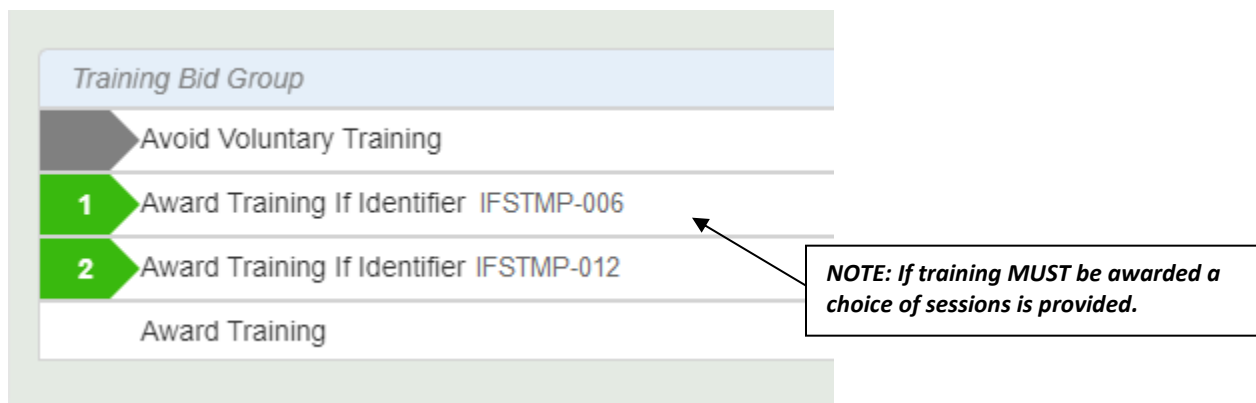 Training Bid Group
Avoid Voluntary Training
1 Award Training If Identifier IFSTMP-006
2 Award Training If Identifier IFSTMP-012
Award Training
NOTE: If training MUST be awarded a
choice of sessions is provided.